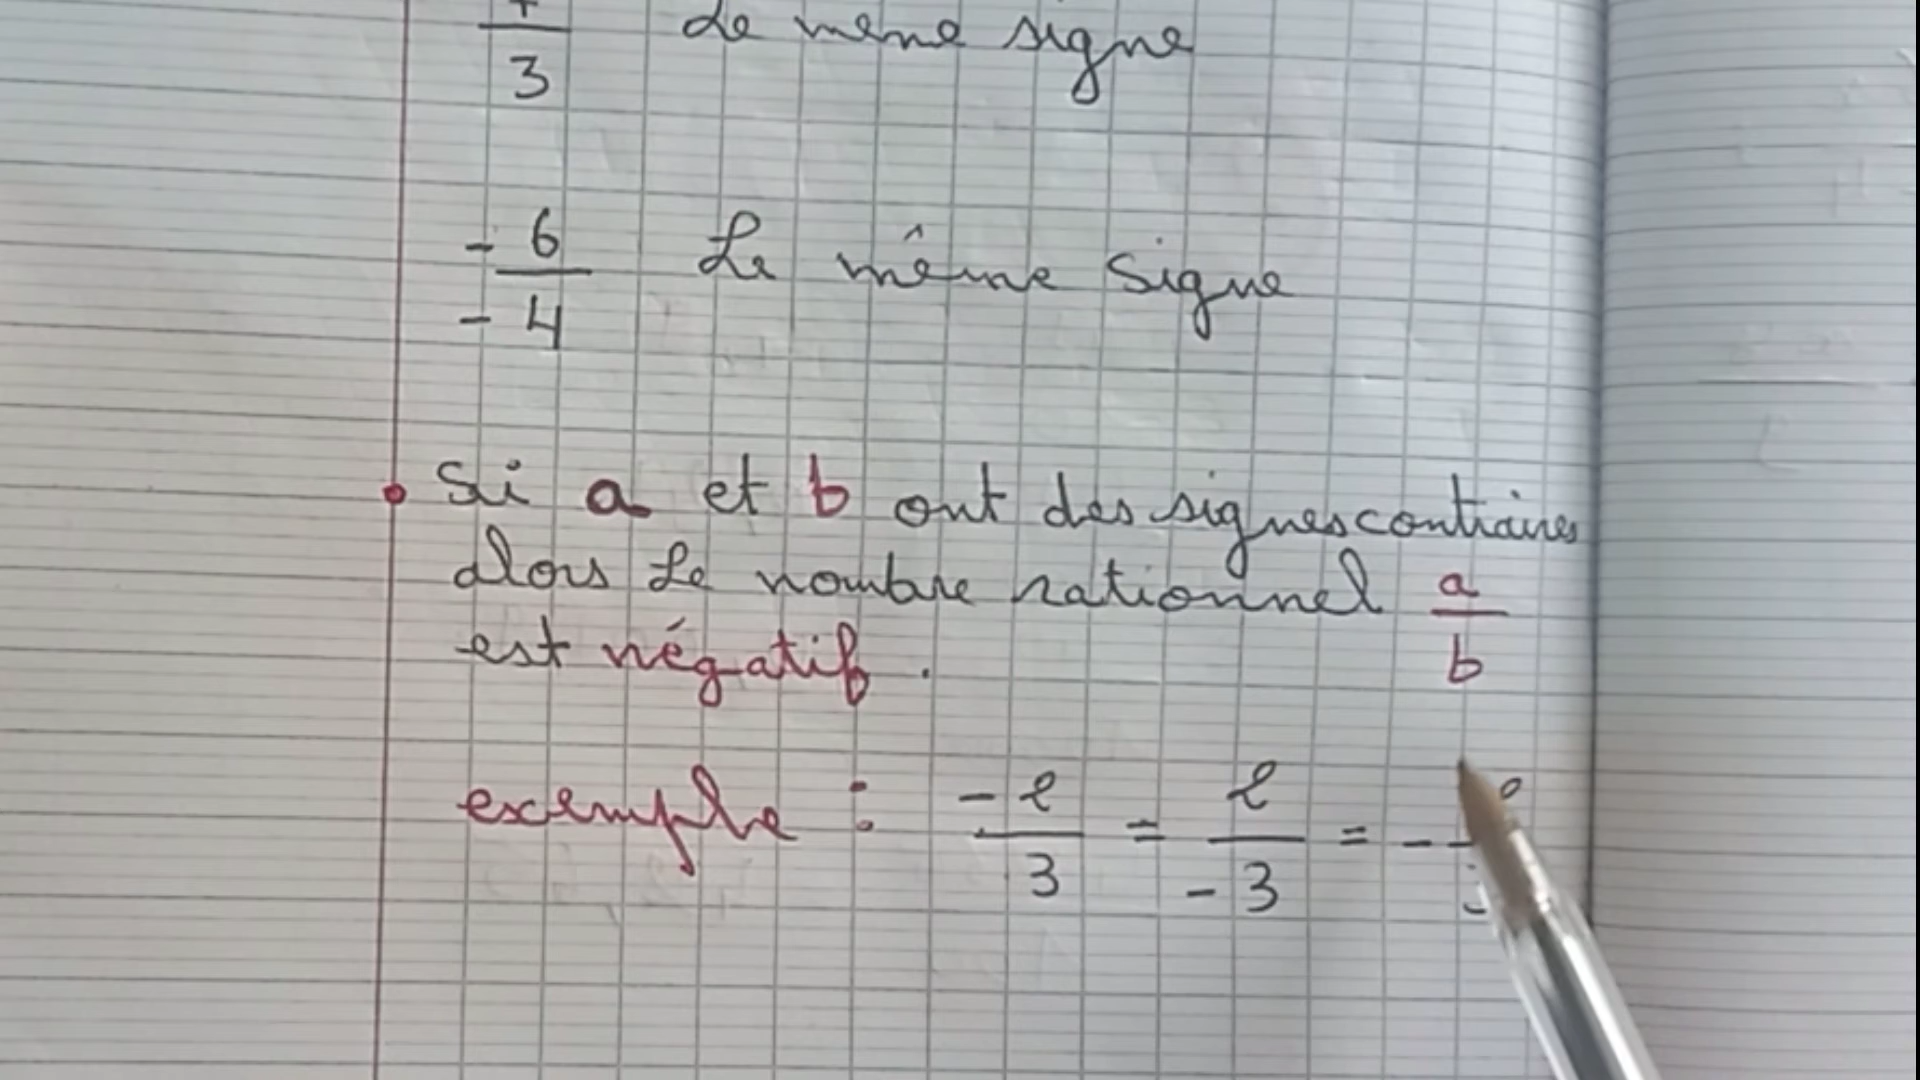 3 Le même signe
-6/-4 Le même signe
• Si a et b ont des signes contraires
alors Le nombre rationnel a/b
est négatif.
exemple : -2/3 = 2/-3 = -